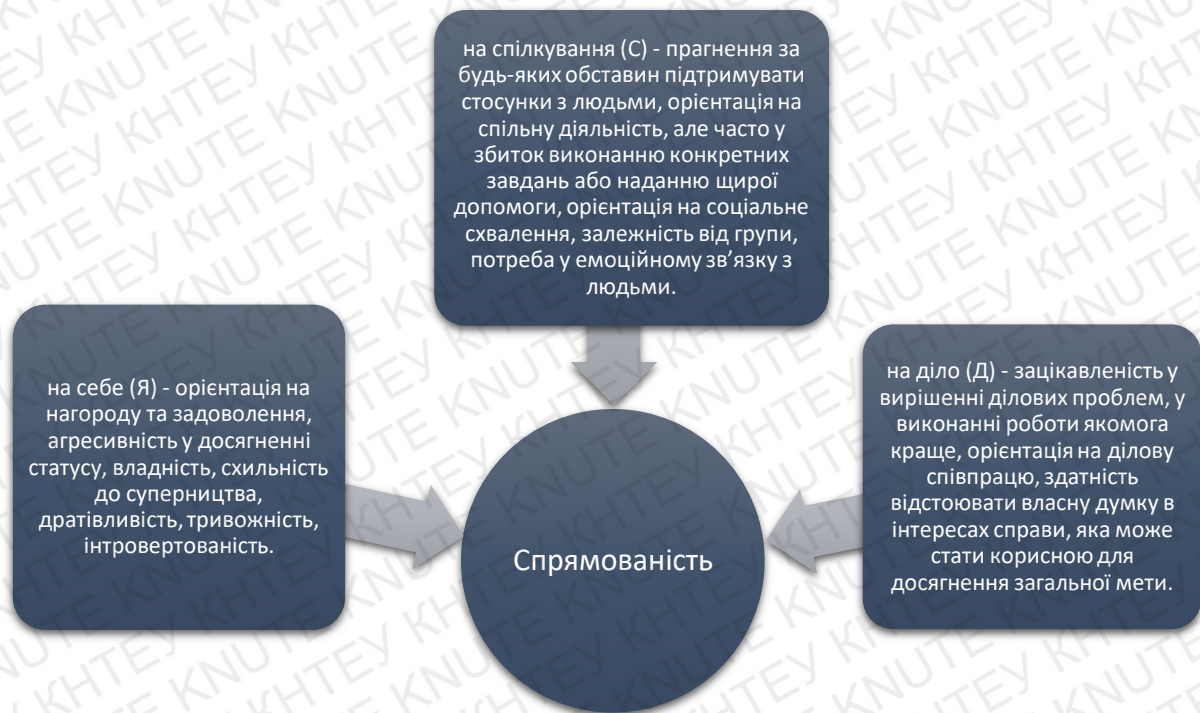 на спілкування (С) - прагнення за
будь-яких обставин підтримувати
стосунки з людьми, орієнтація на
спільну діяльність, але часто у
збиток виконанню конкретних
завдань або наданню щирої
допомоги, орієнтація на соціальне
схвалення, залежність від групи,
потреба у емоційному зв’язку з
людьми.
на себе (Я) - орієнтація на
нагороду та задоволення,
агресивність у досягненні
статусу, владність, схильність
до суперництва,
дратівливість, тривожність,
інтровертованість.
на діло (Д) - зацікавленість у
вирішенні ділових проблем, у
виконанні роботи якомога
краще, орієнтація на ділову
співпрацю, здатність
відстоювати власну думку в
інтересах справи, яка може
стати корисною для
досягнення загальної мети.
Спрямованість